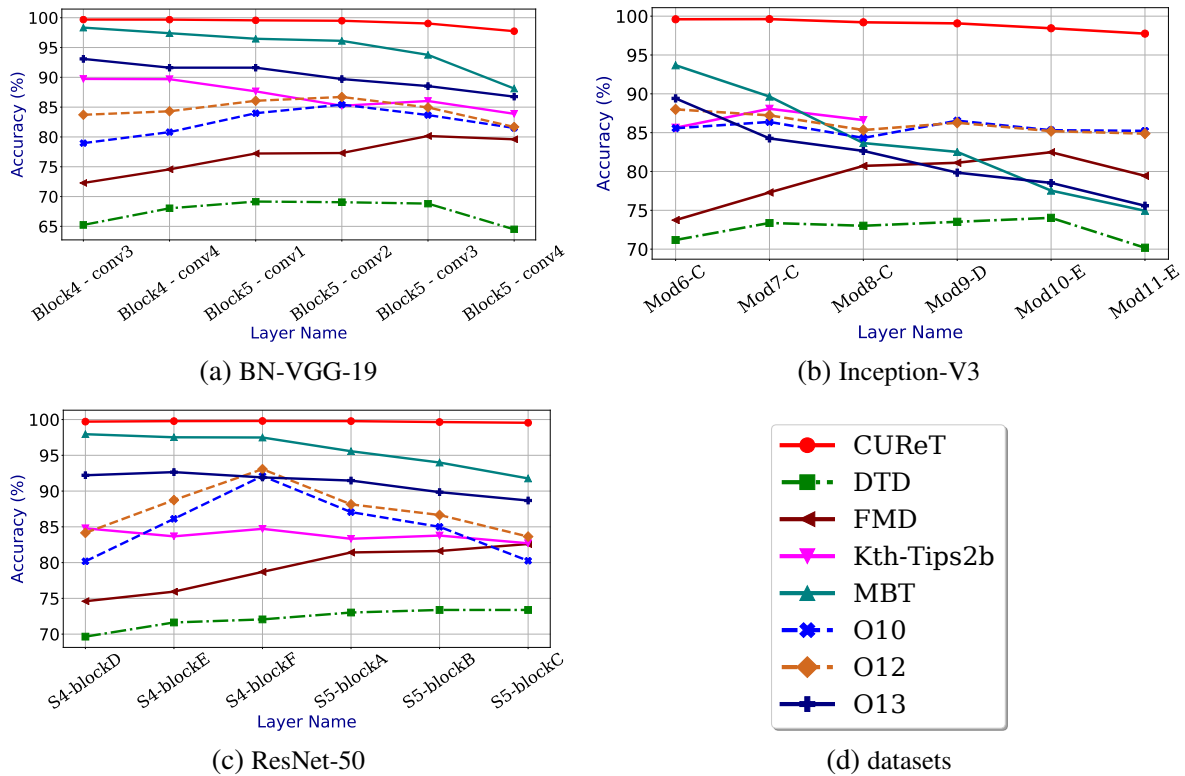 100
95
90
85
80
75
70
65
Accuracy (%)
Block4 - conv3
Block4 - conv4
Block5 - conv1
Block5 - conv2
Block5 - conv3
Block5 - conv4
Layer Name
(a) BN-VGG-19
100
95
90
85
80
75
70
Accuracy (%)
Mod6-C
Mod7-C
Mod8-C
Mod9-D
Mod10-E
Mod11-E
Layer Name
(b) Inception-V3
100
95
90
85
80
75
70
Accuracy (%)
S4-blockD
S4-blockE
S4-blockF
S5-blockA
S5-blockB
S5-blockC
Layer Name
(c) ResNet-50
CUReT
DTD
FMD
Kth-Tips2b
MBT
O10
O12
O13
(d) datasets